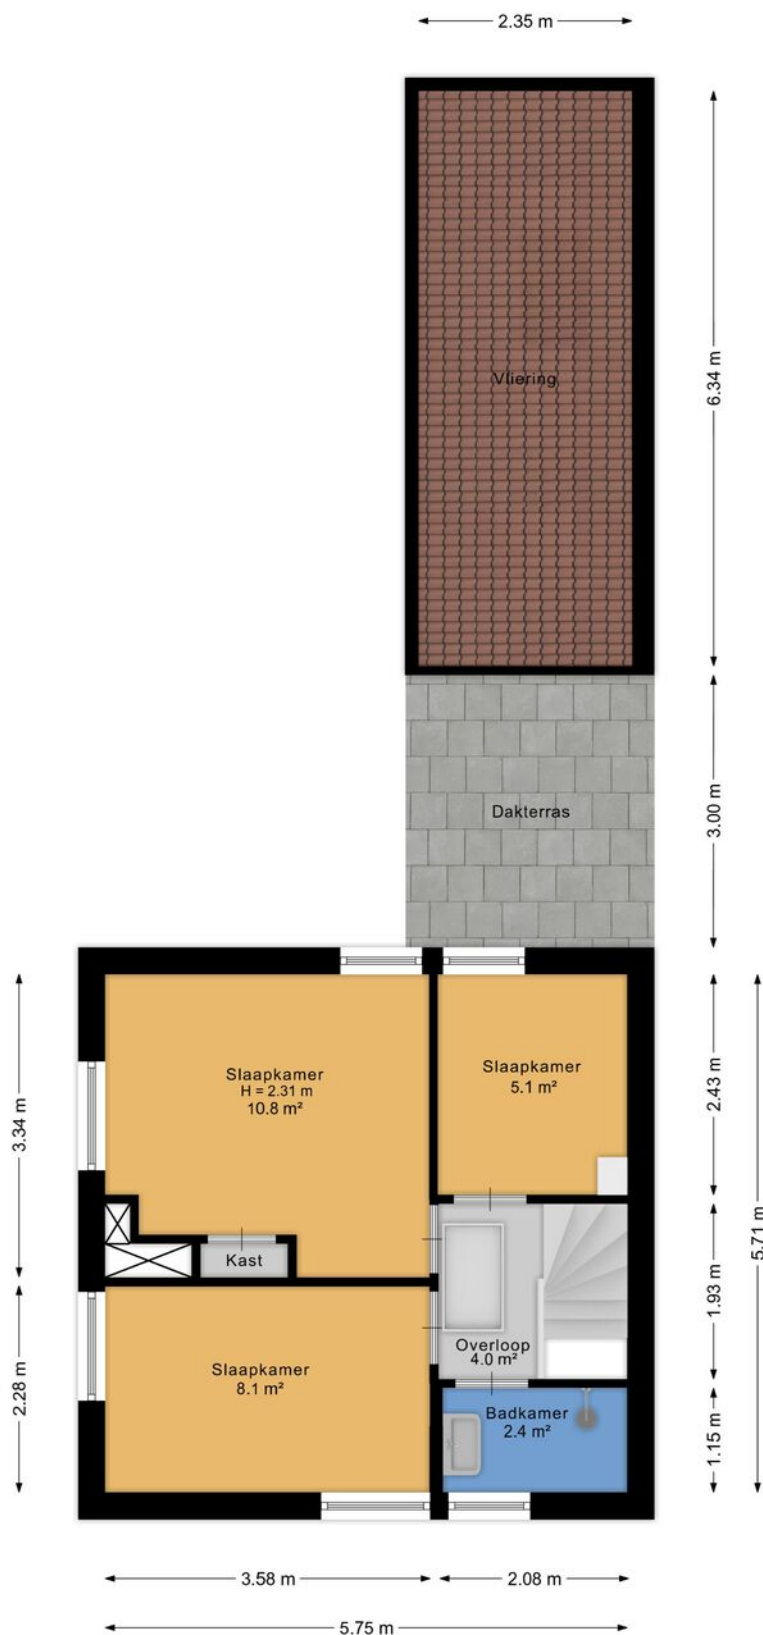 2.35 m
6.34 m
Vliering
3.00 m
Dakterras
3.34 m
Slaapkamer
H = 2.31 m
10.8 m²
Slaapkamer
5.1 m²
2.43 m
5.71 m
Kast
1.93 m
Overloop
4.0 m²
Slaapkamer
8.1 m²
2.28 m
Badkamer
2.4 m²
1.15 m
3.58 m
2.08 m
5.75 m